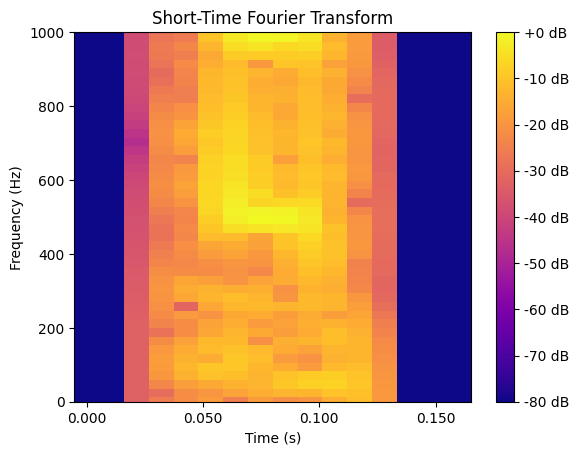 Short-Time Fourier Transform
1000
800
600
400
200
0
Frequency (Hz)
0.000
0.050
0.100
0.150
Time (s)
+0 dB
-10 dB
-20 dB
-30 dB
-40 dB
-50 dB
-60 dB
-70 dB
-80 dB